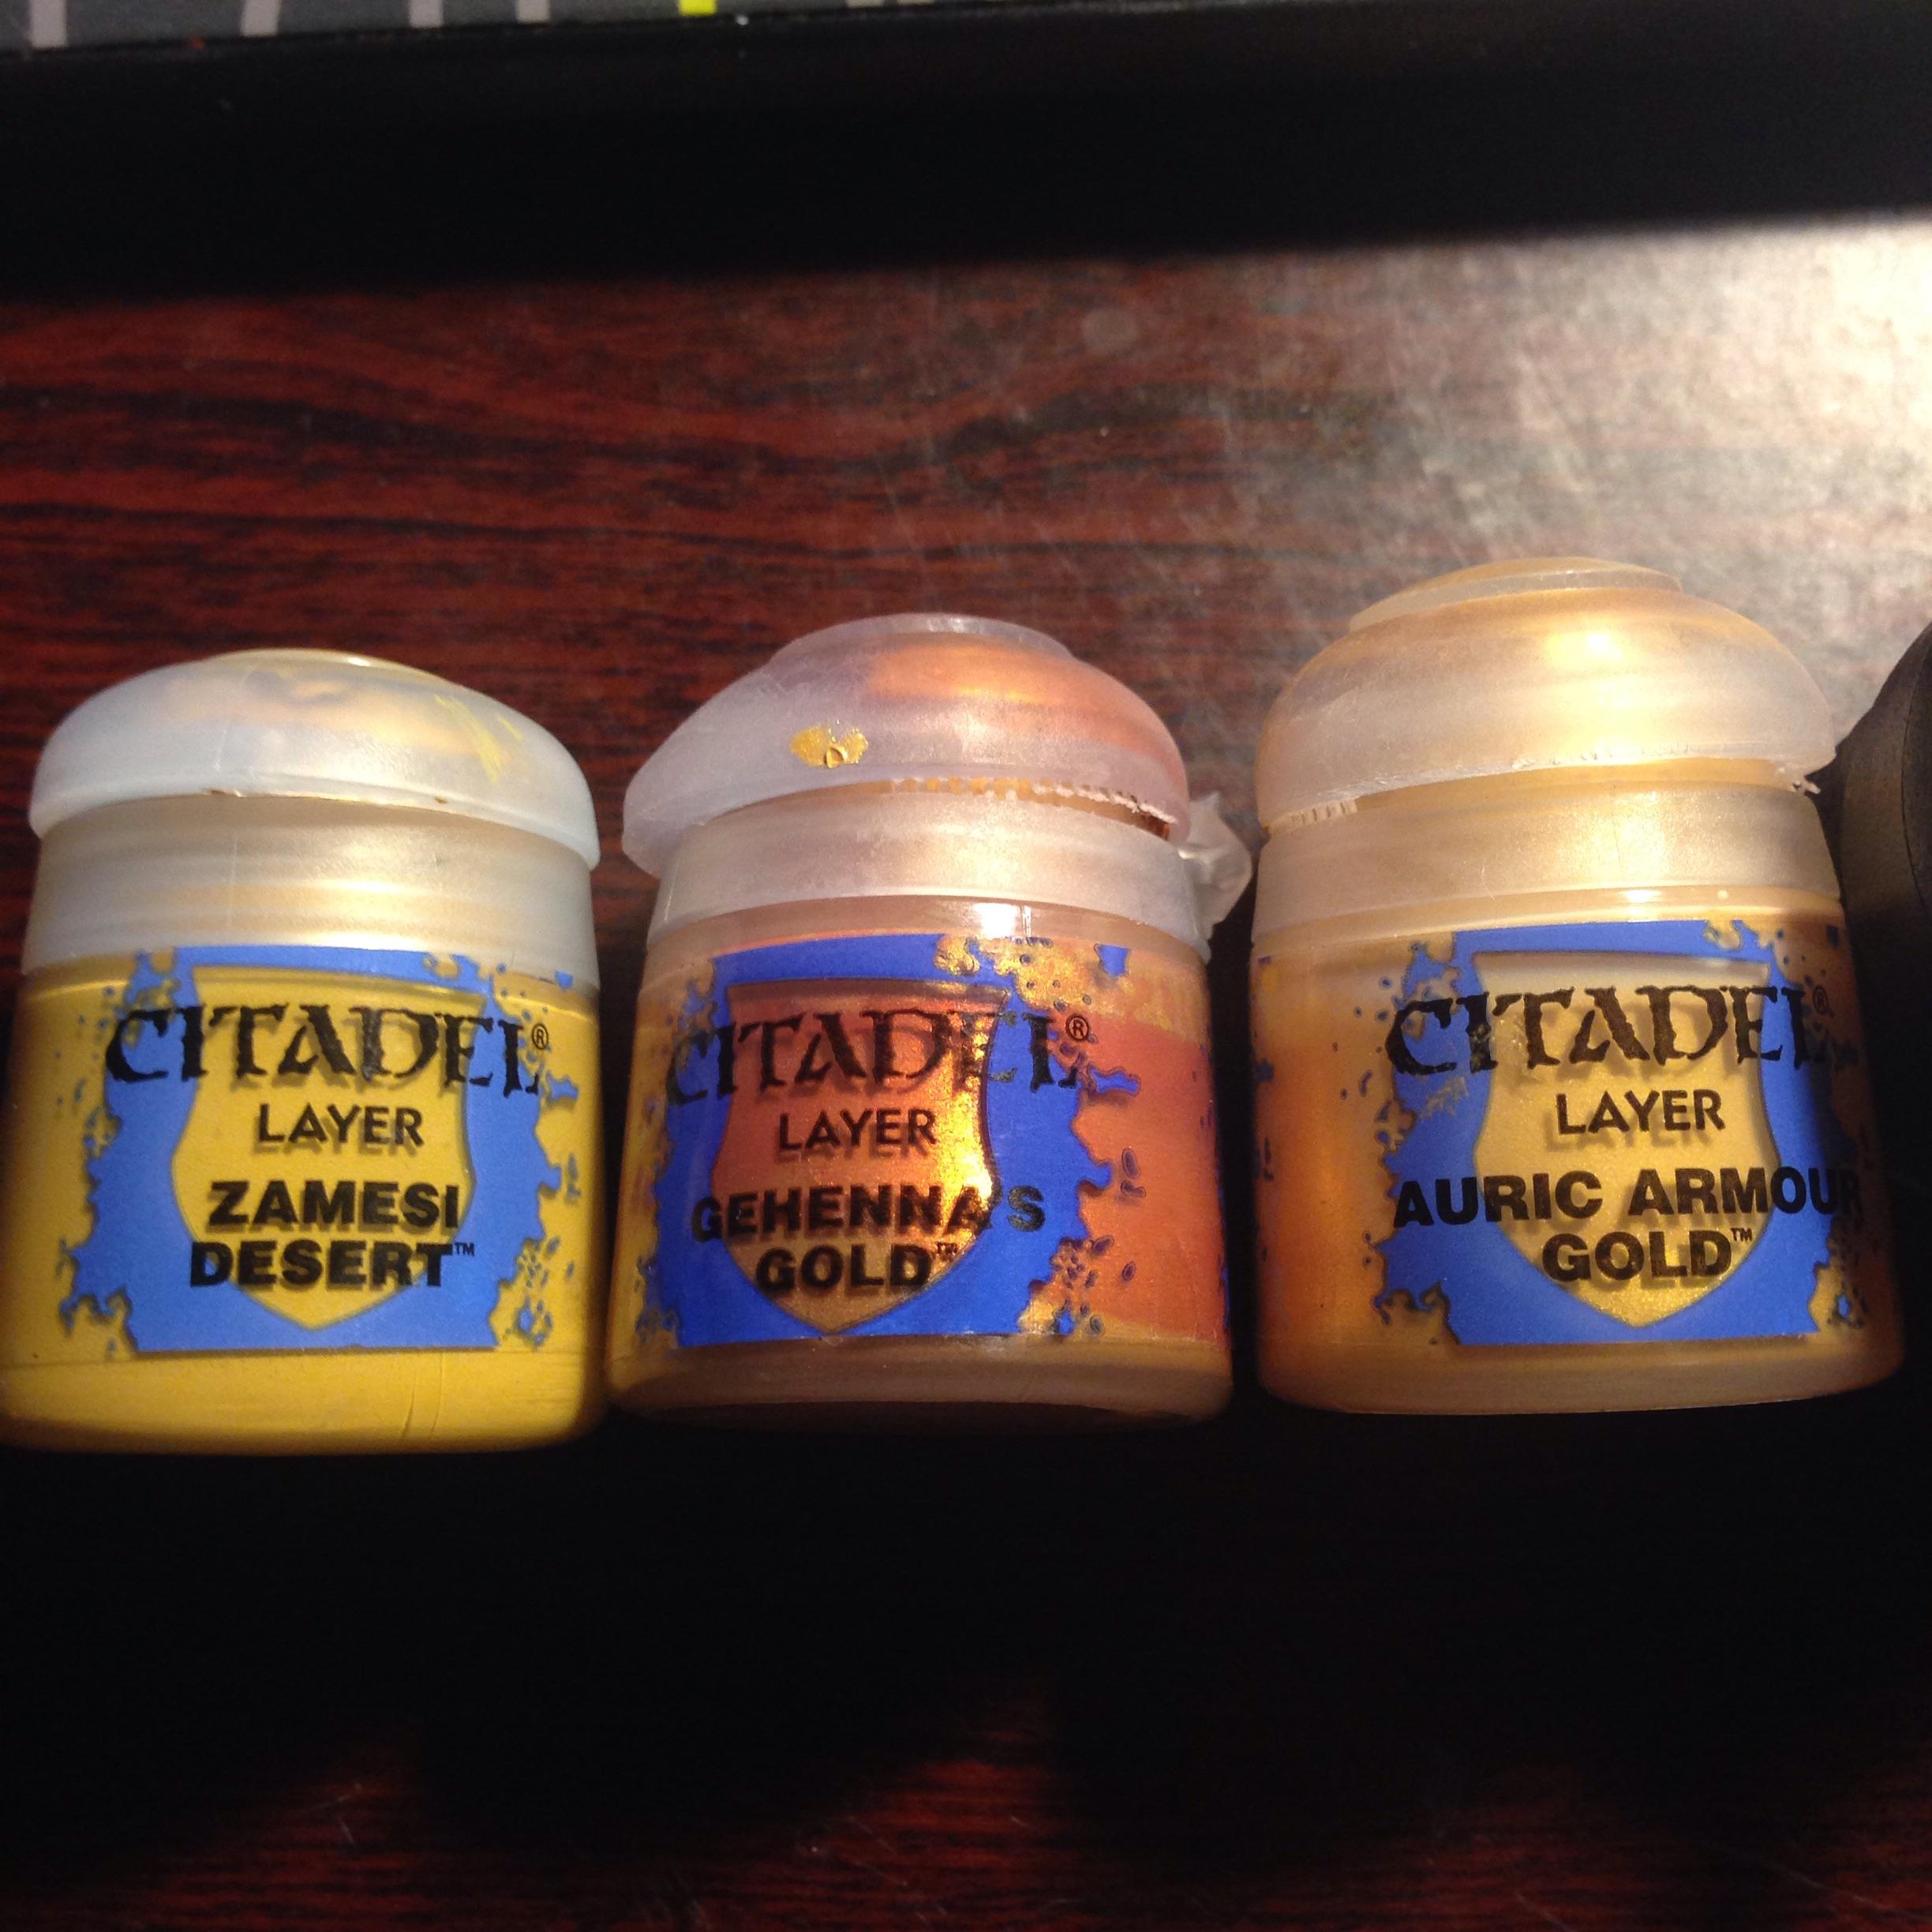 CITADEL®
LAYER
ZAMESI
DESERT™
CITADEL®
LAYER
GEHENNA'S
GOLD™
CITADEL®
LAYER
AURIC ARMOUR
GOLD™